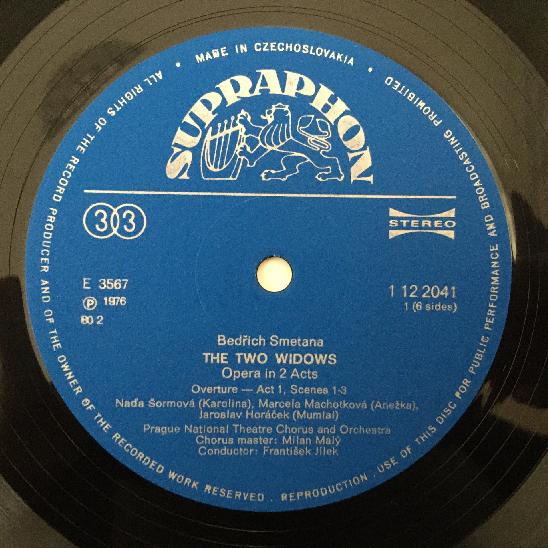 MADE IN CZECHOSLOVAKIA
ALL RIGHTS OF THE RECORD PRODUCER AND OF THE OWNER OF THE RECORDED WORK RESERVED . REPRODUCTION . USE OF THIS DISC FOR PUBLIC PERFORMANCE AND BROADCASTING PROHIBITED
SUPRAPHON
33
STEREO
E 3567
Ⓟ 1976
80 2
1 12 2041
1 (6 sides)
Bedřich Smetana
THE TWO WIDOWS
Opera in 2 Acts
Overture — Act 1, Scenes 1-3
Naďa Šormová (Karolina), Marcela Machotková (Anežka),
Jaroslav Horáček (Mumlal)
Prague National Theatre Chorus and Orchestra
Chorus master: Milan Malý
Conductor: František Jílek